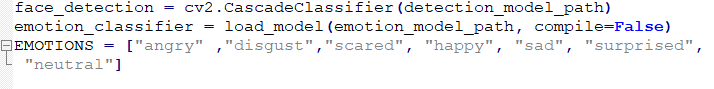 face_detection = cv2.CascadeClassifier(detection_model_path)
emotion_classifier = load_model(emotion_model_path, compile=False)
EMOTIONS = ["angry" ,"disgust","scared", "happy", "sad", "surprised",
"neutral"]